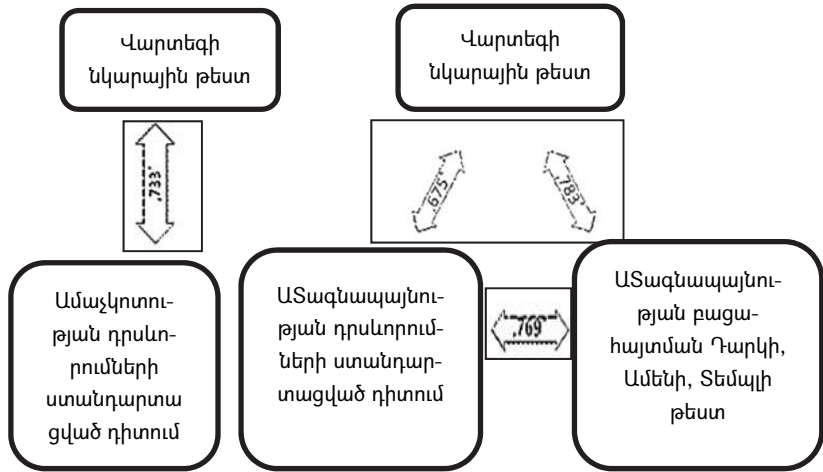 Վարտեգի
նկարային թեստ
Վարտեգի
նկարային թեստ
,733*
,675*
,783*
Ամաչկոտու-
թյան դրսևո-
րումների
ստանդարտա
ցված դիտում
ԱՏագնապայնու-
թյան դրսևորում-
ների ստանդար-
տացված դիտում
,769*
ԱՏագնապայնու-
թյան բացա-
հայտման Դարկի,
Ամենի, Տեմպլի
թեստ